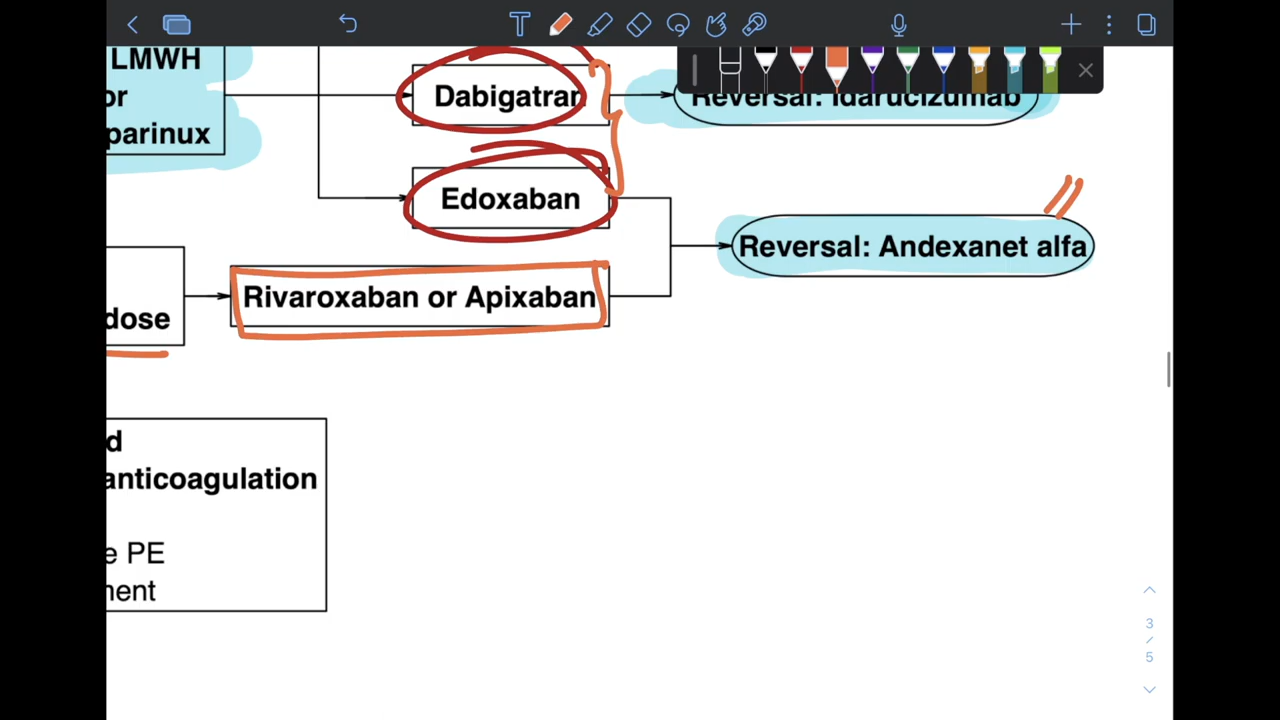 LMWH
or
parinux
Dabigatran
Reversal: Idarucizumab
Edoxaban
Reversal: Andexanet alfa
dose
Rivaroxaban or Apixaban
d
anticoagulation
e PE
nent
3
/
5